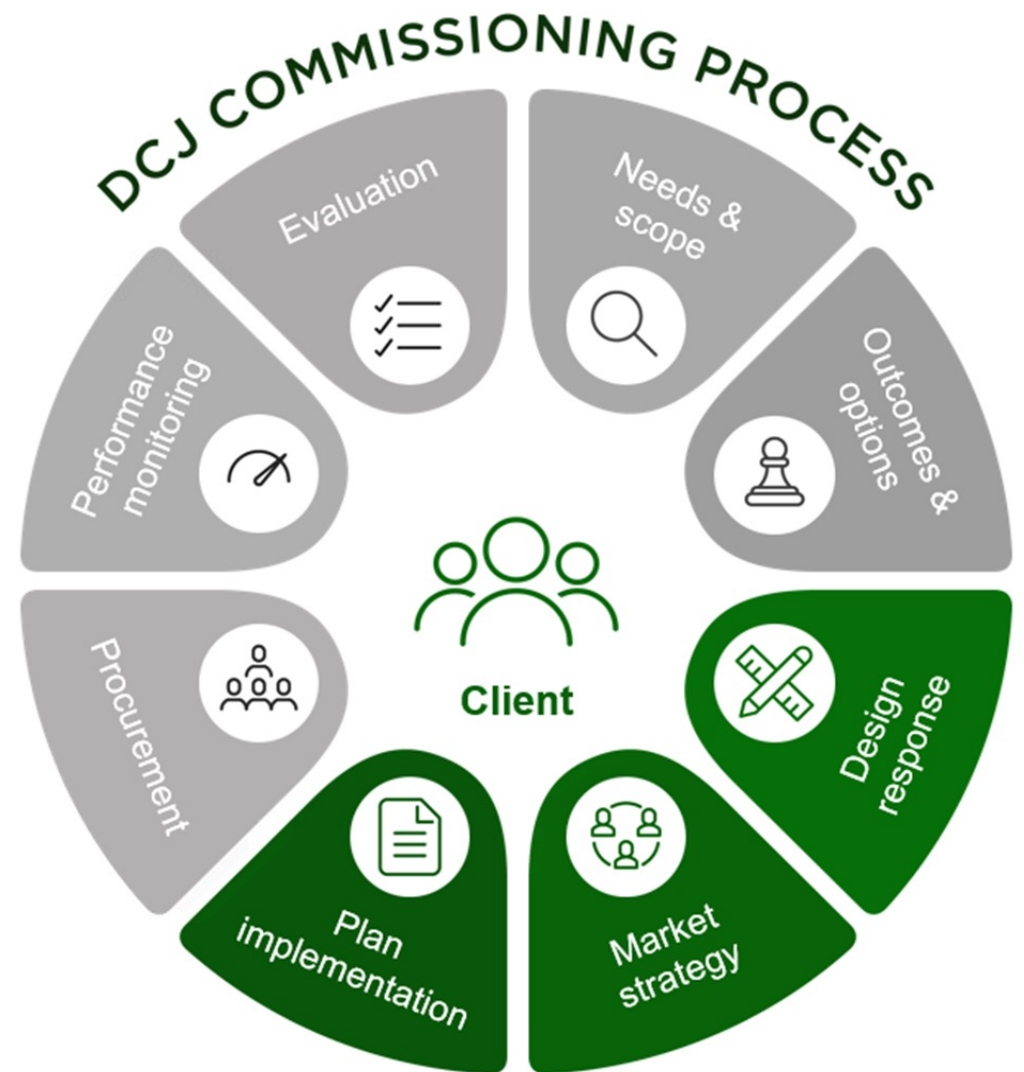 DCJ COMMISSIONING PROCESS
Needs &
scope
Outcomes &
options
Design
response
Market
strategy
Plan
implementation
Procurement
Performance
monitoring
Evaluation
Client